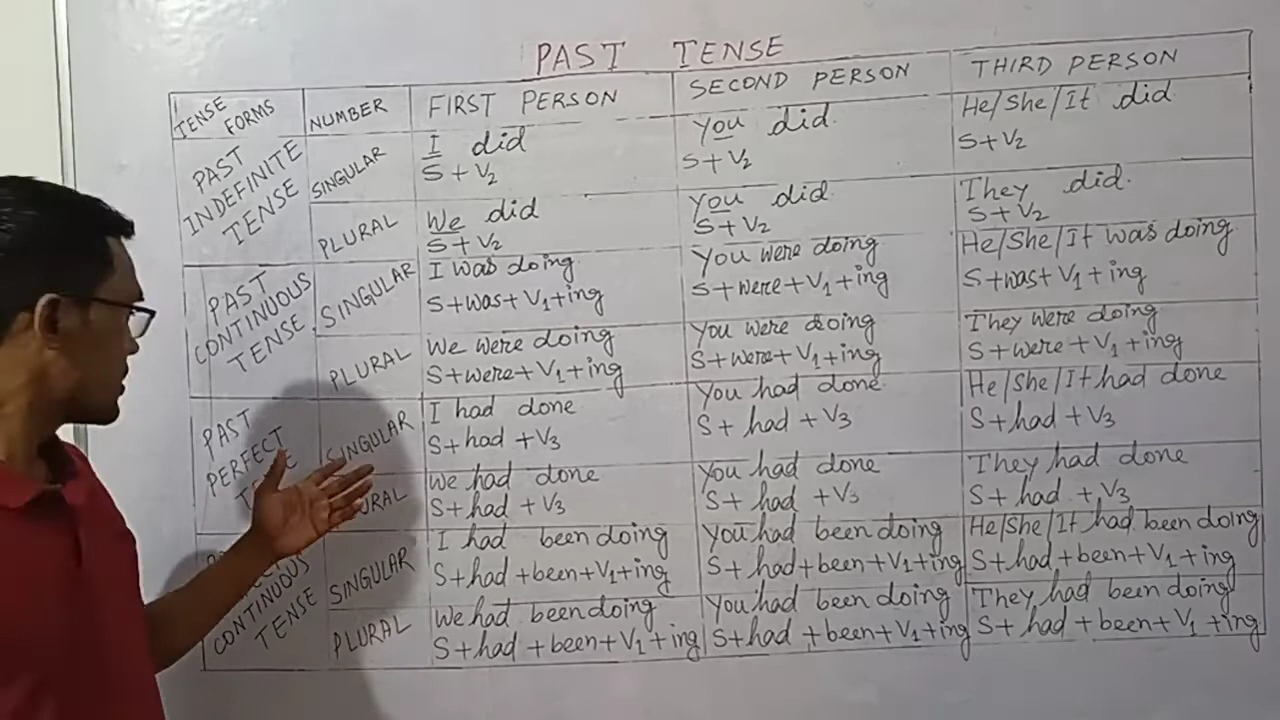 PAST TENSE
TENSE FORMS
NUMBER
FIRST PERSON
SECOND PERSON
THIRD PERSON
PAST INDEFINITE TENSE
SINGULAR
I did
S + V2
You did.
S + V2
He/She/It did
S + V2
PLURAL
We did
S + V2
You did.
S + V2
They did.
S + V2
PAST CONTINUOUS TENSE.
SINGULAR
I was doing.
S+was+V1+ing
You were doing
S+were+V1+ing
He/She/It was doing
S+was+V1+ing
PLURAL
We were doing
S+were+V1+ing
You were doing
S+were+V1+ing
They were doing
S+were+V1+ing
PAST PERFECT
SINGULAR
I had done
S+had+V3
You had done
S+had+V3
He/She/It had done
S+had+V3
We had done
S+had+V3
You had done
S+had+V3
They had done
S+had+V3
CONTINUOUS TENSE
SINGULAR
I had been doing
S+had+been+V1+ing
You had been doing
S+had+been+V1+ing
He/She/It had been doing
S+had+been+V1+ing
PLURAL
We had been doing
S+had+been+V1+ing
You had been doing
S+had+been+V1+ing
They had been doing
S+had+been+V1+ing